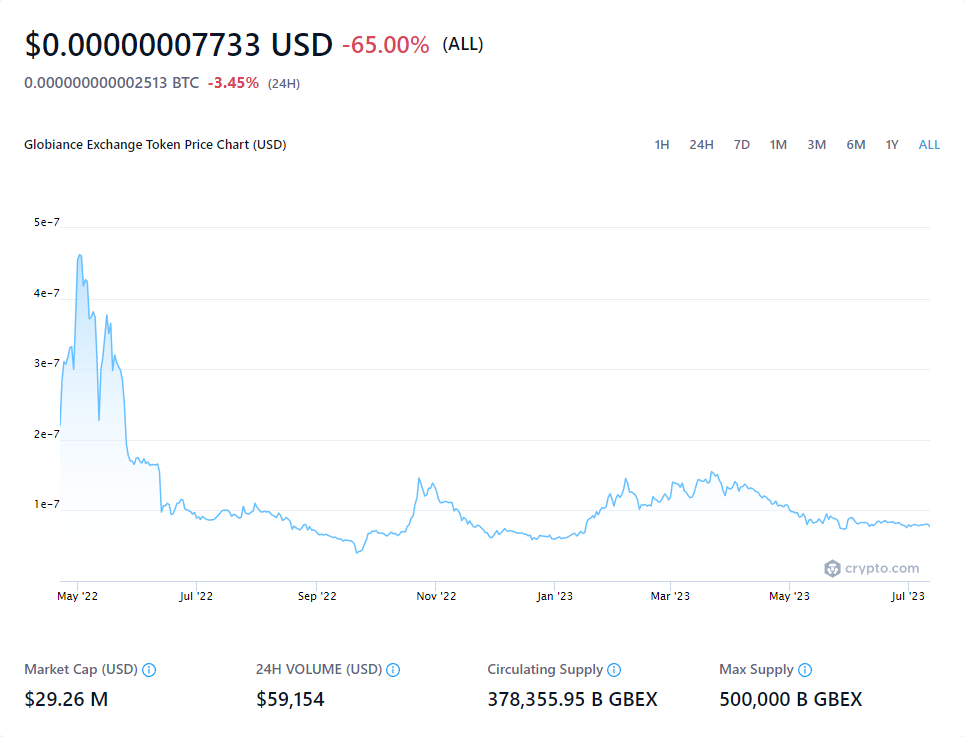 $0.00000007733 USD -65.00% (ALL)
0.000000000002513 BTC -3.45% (24H)
Globiance Exchange Token Price Chart (USD) 1H 24H 7D 1M 3M 6M 1Y ALL
5e-7
4e-7
3e-7
2e-7
1e-7
crypto.com
May '22 Jul '22 Sep '22 Nov '22 Jan '23 Mar '23 May '23 Jul '23
Market Cap (USD) 24H VOLUME (USD) Circulating Supply Max Supply
$29.26 M $59,154 378,355.95 B GBEX 500,000 B GBEX